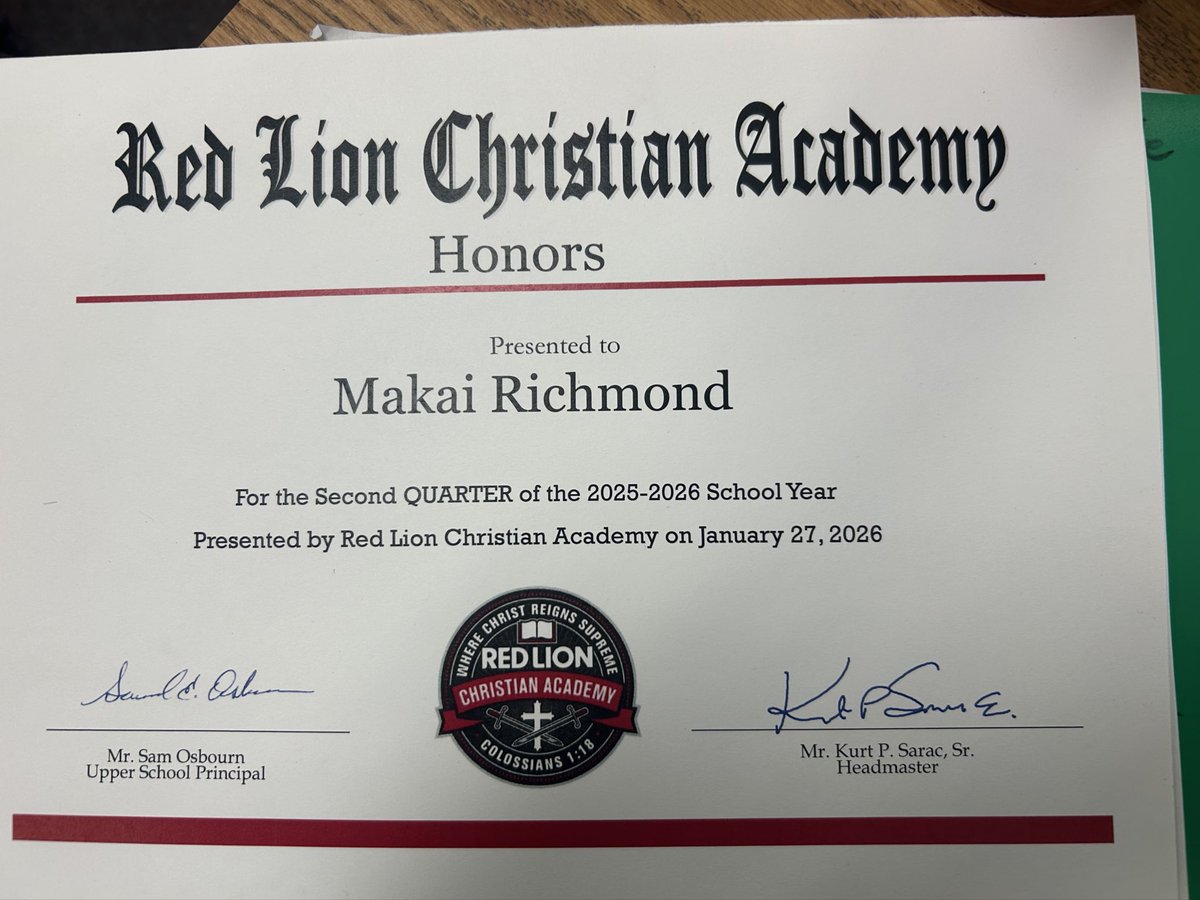 Red Lion Christian Academy
Honors
Presented to
Makai Richmond
For the Second QUARTER of the 2025-2026 School Year
Presented by Red Lion Christian Academy on January 27, 2026
WHERE CHRIST REIGNS SUPREME
RED LION
CHRISTIAN ACADEMY
COLOSSIANS 1:18
Mr. Sam Osbourn
Upper School Principal
Mr. Kurt P. Sarac, Sr.
Headmaster